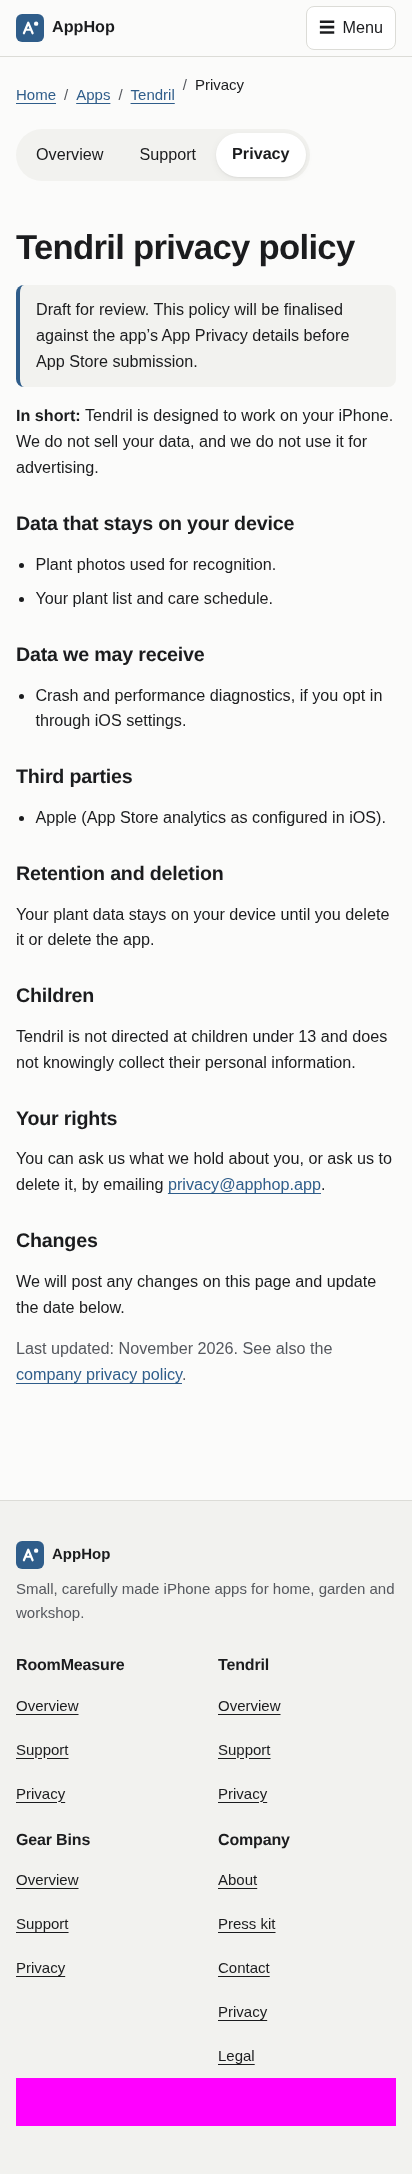 AppHop
☰ Menu
Home / Apps / Tendril / Privacy
Overview Support Privacy
Tendril privacy policy
Draft for review. This policy will be finalised
against the app’s App Privacy details before
App Store submission.
In short: Tendril is designed to work on your iPhone.
We do not sell your data, and we do not use it for
advertising.
Data that stays on your device
• Plant photos used for recognition.
• Your plant list and care schedule.
Data we may receive
• Crash and performance diagnostics, if you opt in
through iOS settings.
Third parties
• Apple (App Store analytics as configured in iOS).
Retention and deletion
Your plant data stays on your device until you delete
it or delete the app.
Children
Tendril is not directed at children under 13 and does
not knowingly collect their personal information.
Your rights
You can ask us what we hold about you, or ask us to
delete it, by emailing privacy@apphop.app.
Changes
We will post any changes on this page and update
the date below.
Last updated: November 2026. See also the
company privacy policy.
AppHop
Small, carefully made iPhone apps for home, garden and
workshop.
RoomMeasure
Overview
Support
Privacy
Tendril
Overview
Support
Privacy
Gear Bins
Overview
Support
Privacy
Company
About
Press kit
Contact
Privacy
Legal